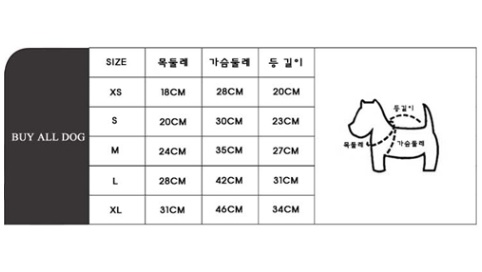 BUY ALL DOG
SIZE 목둘레 가슴둘레 등 길이
XS 18CM 28CM 20CM
S 20CM 30CM 23CM
M 24CM 35CM 27CM
L 28CM 42CM 31CM
XL 31CM 46CM 34CM
등길이
목둘레
가슴둘레